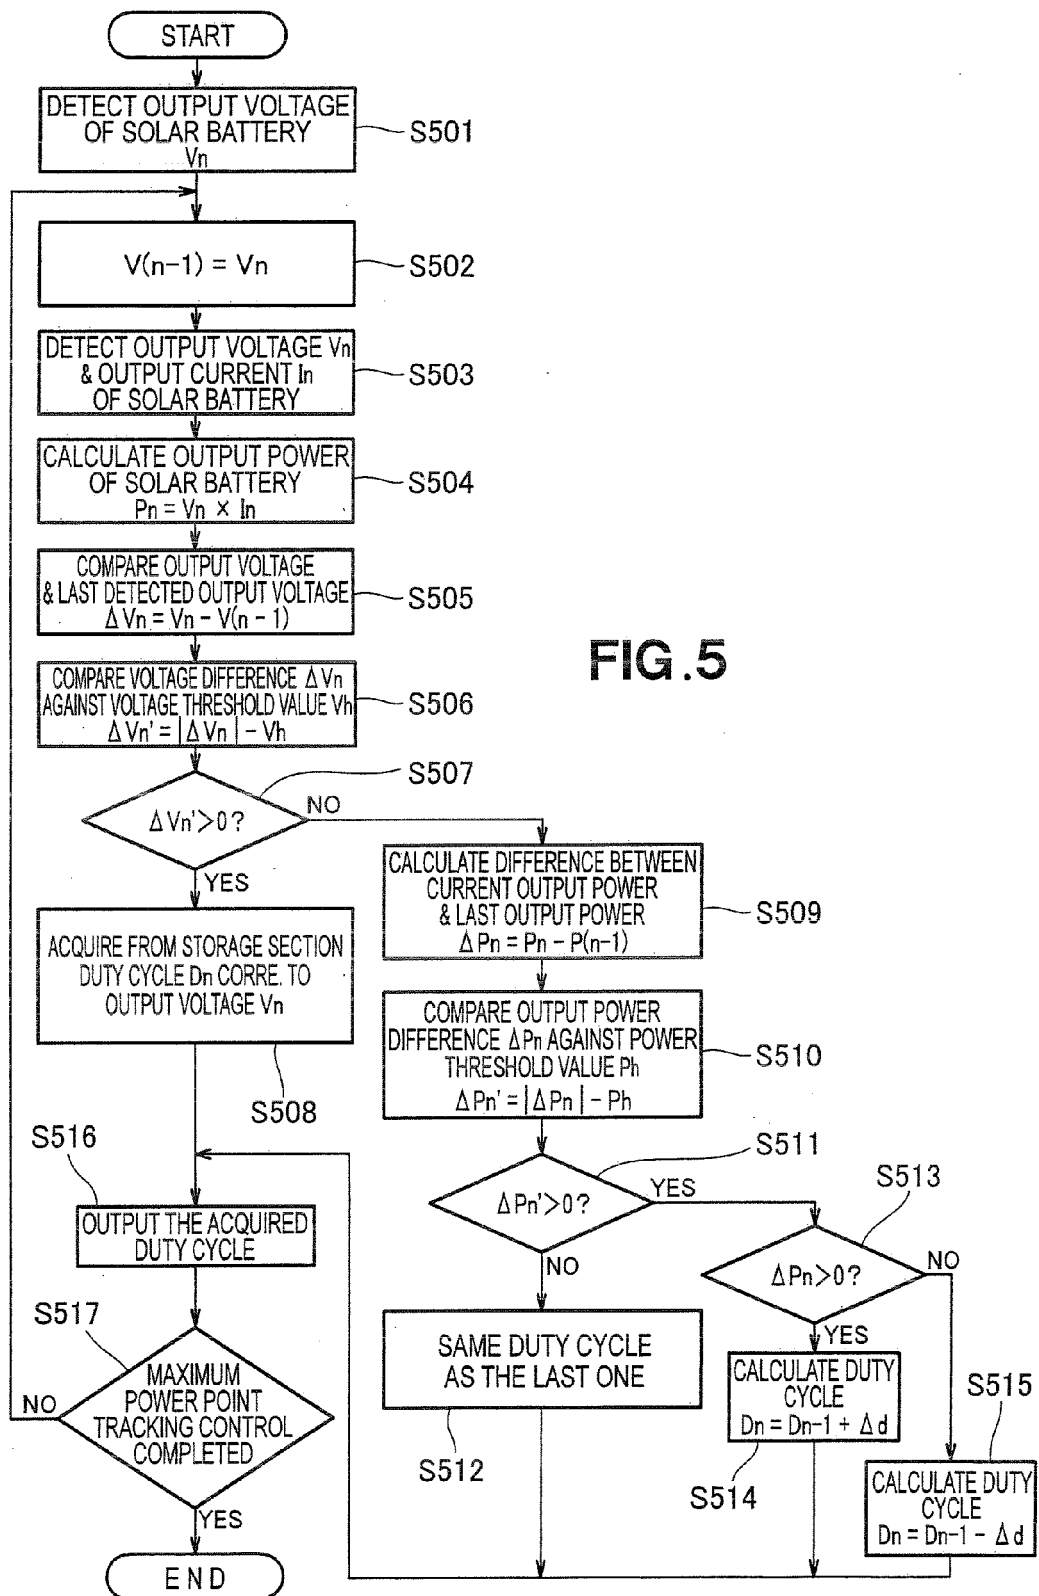 START
DETECT OUTPUT VOLTAGE
OF SOLAR BATTERY
Vn
S501
V(n-1) = Vn
S502
DETECT OUTPUT VOLTAGE Vn
& OUTPUT CURRENT In
OF SOLAR BATTERY
S503
CALCULATE OUTPUT POWER
OF SOLAR BATTERY
Pn = Vn × In
S504
COMPARE OUTPUT VOLTAGE
& LAST DETECTED OUTPUT VOLTAGE
ΔVn = Vn - V(n - 1)
S505
FIG.5
COMPARE VOLTAGE DIFFERENCE ΔVn
AGAINST VOLTAGE THRESHOLD VALUE Vh
ΔVn' = |ΔVn| - Vh
S506
S507
ΔVn'>0?
NO
YES
CALCULATE DIFFERENCE BETWEEN
CURRENT OUTPUT POWER
& LAST OUTPUT POWER
ΔPn = Pn - P(n-1)
S509
ACQUIRE FROM STORAGE SECTION
DUTY CYCLE Dn CORRE. TO
OUTPUT VOLTAGE Vn
S508
COMPARE OUTPUT POWER
DIFFERENCE ΔPn AGAINST POWER
THRESHOLD VALUE Ph
ΔPn' = |ΔPn| - Ph
S510
S511
ΔPn'>0?
YES
NO
S513
ΔPn>0?
NO
YES
S516
OUTPUT THE ACQUIRED
DUTY CYCLE
SAME DUTY CYCLE
AS THE LAST ONE
S512
CALCULATE DUTY
CYCLE
Dn = Dn-1 + Δd
S514
S515
CALCULATE DUTY
CYCLE
Dn = Dn-1 - Δd
S517
MAXIMUM
POWER POINT
TRACKING CONTROL
COMPLETED
NO
YES
END